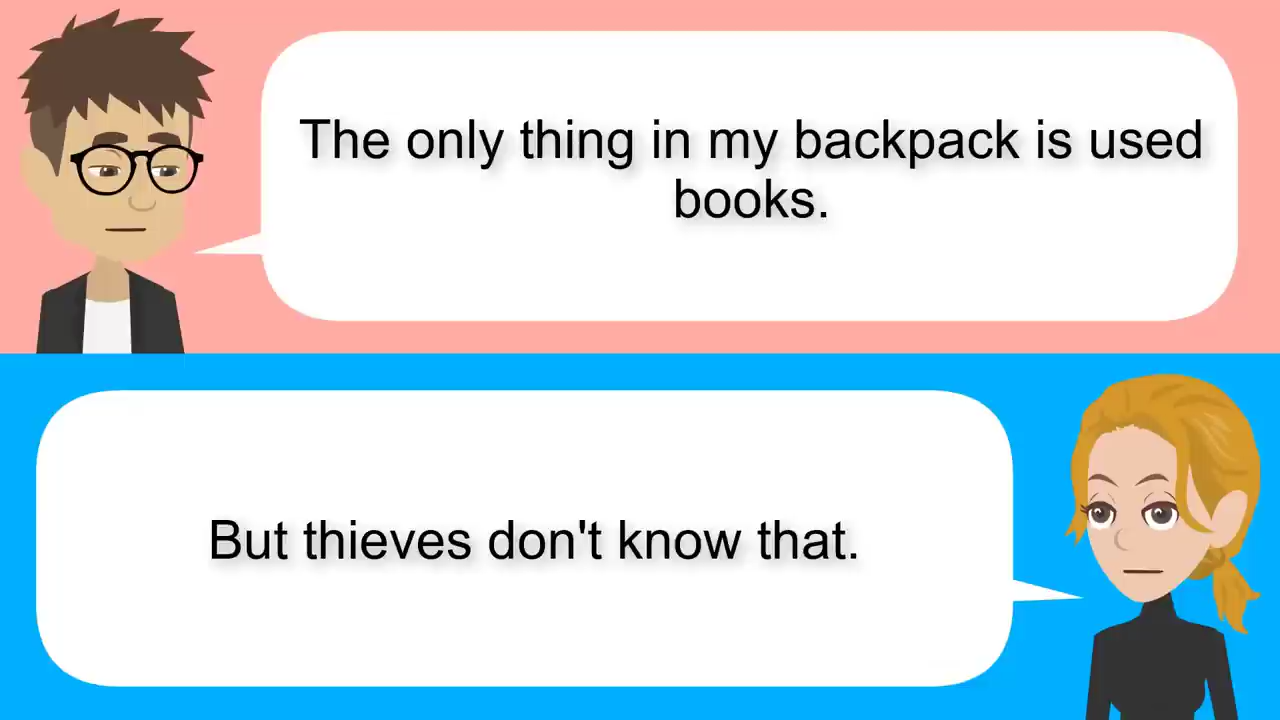 The only thing in my backpack is used
books.
But thieves don't know that.